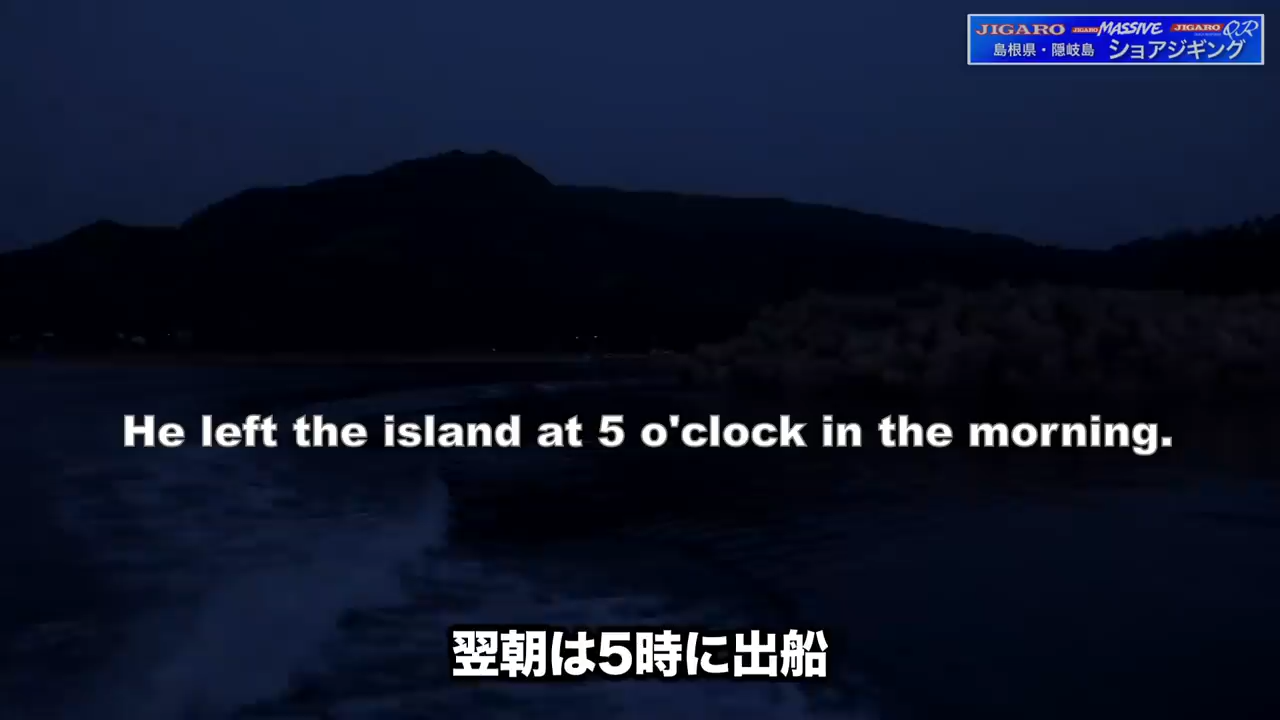 JIGARO JIGARO MASSIVE JIGARO QR
島根県・隠岐島 ショアジギング
He left the island at 5 o'clock in the morning.
翌朝は5時に出船